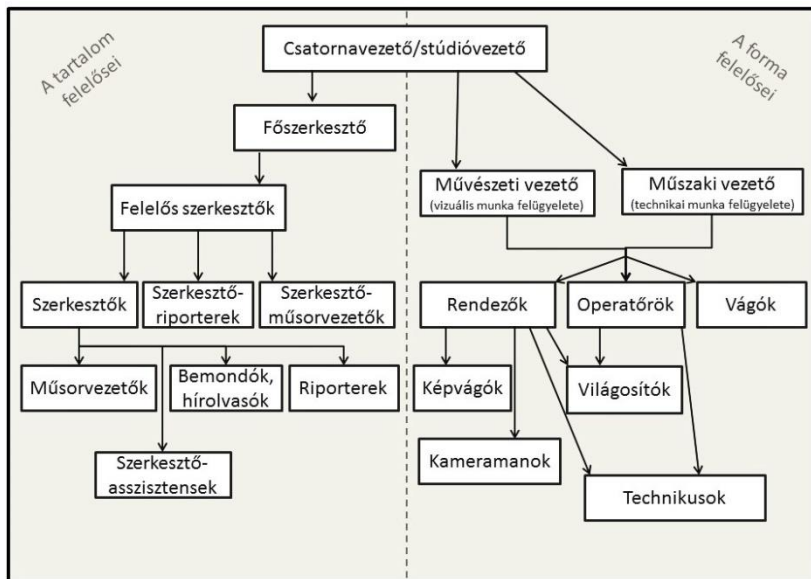 A tartalom
felelősei
Csatornavezető/stúdióvezető
A forma
felelősei
Főszerkesztő
Művészeti vezető
(vizuális munka felügyelete)
Műszaki vezető
(technikai munka felügyelete)
Felelős szerkesztők
Szerkesztők
Szerkesztő-
riporterek
Szerkesztő-
műsorvezetők
Rendezők
Operatőrök
Vágók
Műsorvezetők
Bemondók,
hírolvasók
Riporterek
Képvágók
Világosítók
Szerkesztő-
asszisztensek
Kameramanok
Technikusok